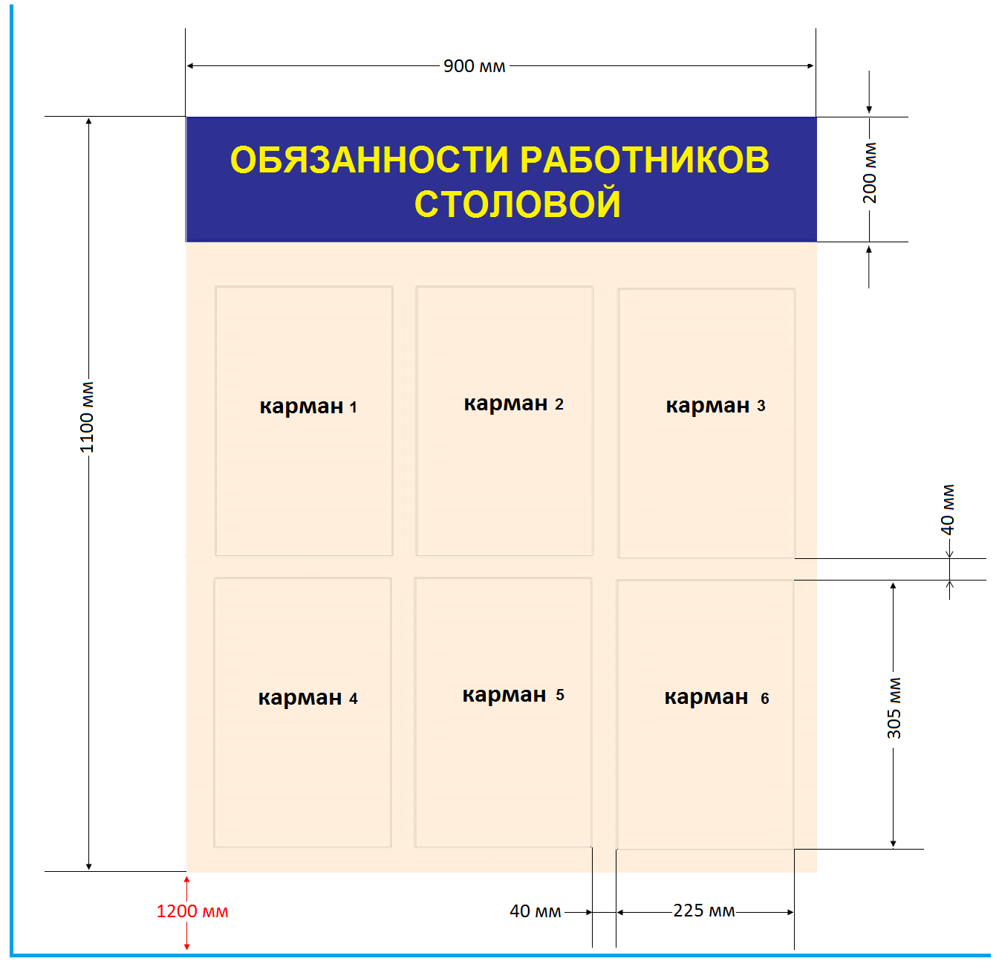 900 мм
ОБЯЗАННОСТИ РАБОТНИКОВ
СТОЛОВОЙ
200 мм
1100 мм
карман 1
карман 2
карман 3
40 мм
карман 4
карман 5
карман 6
305 мм
1200 мм
40 мм
225 мм